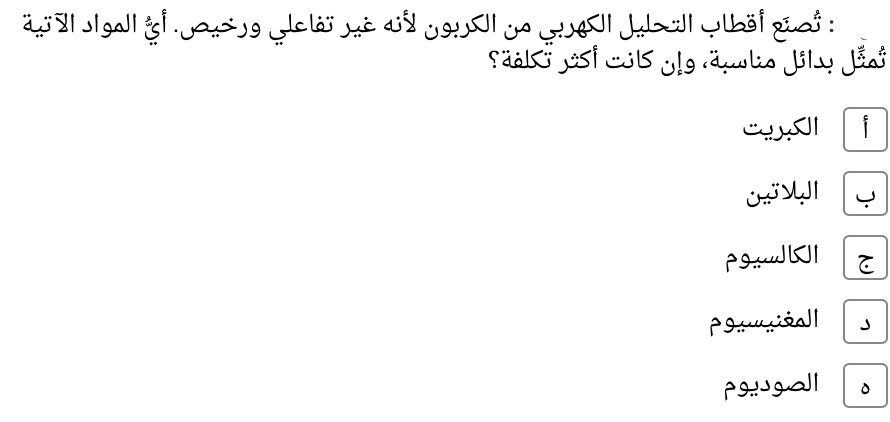 : تُصنَع أقطاب التحليل الكهربي من الكربون لأنه غير تفاعلي ورخيص. أيُّ المواد الآتية
تُمثِّل بدائل مناسبة، وإن كانت أكثر تكلفة؟
أ الكبريت
ب البلاتين
ج الكالسيوم
د المغنيسيوم
ه الصوديوم